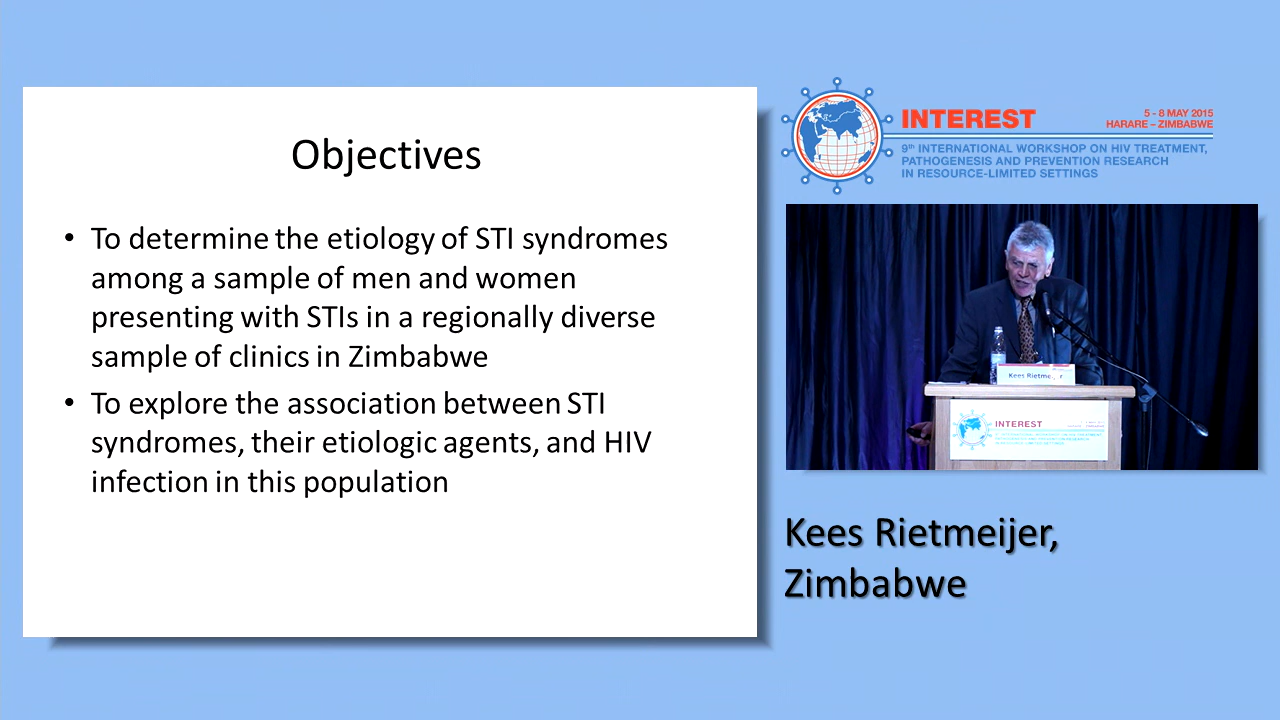 Objectives
• To determine the etiology of STI syndromes
among a sample of men and women
presenting with STIs in a regionally diverse
sample of clinics in Zimbabwe
• To explore the association between STI
syndromes, their etiologic agents, and HIV
infection in this population
INTEREST
5 - 8 MAY 2015
HARARE – ZIMBABWE
9th INTERNATIONAL WORKSHOP ON HIV TREATMENT,
PATHOGENESIS AND PREVENTION RESEARCH
IN RESOURCE-LIMITED SETTINGS
Kees
INTEREST
Kees Rietmeijer,
Zimbabwe